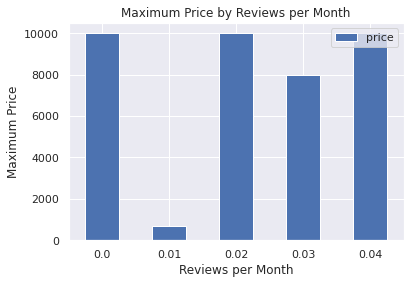 Maximum Price by Reviews per Month
price
Maximum Price
10000
8000
6000
4000
2000
0
0.0 0.01 0.02 0.03 0.04
Reviews per Month